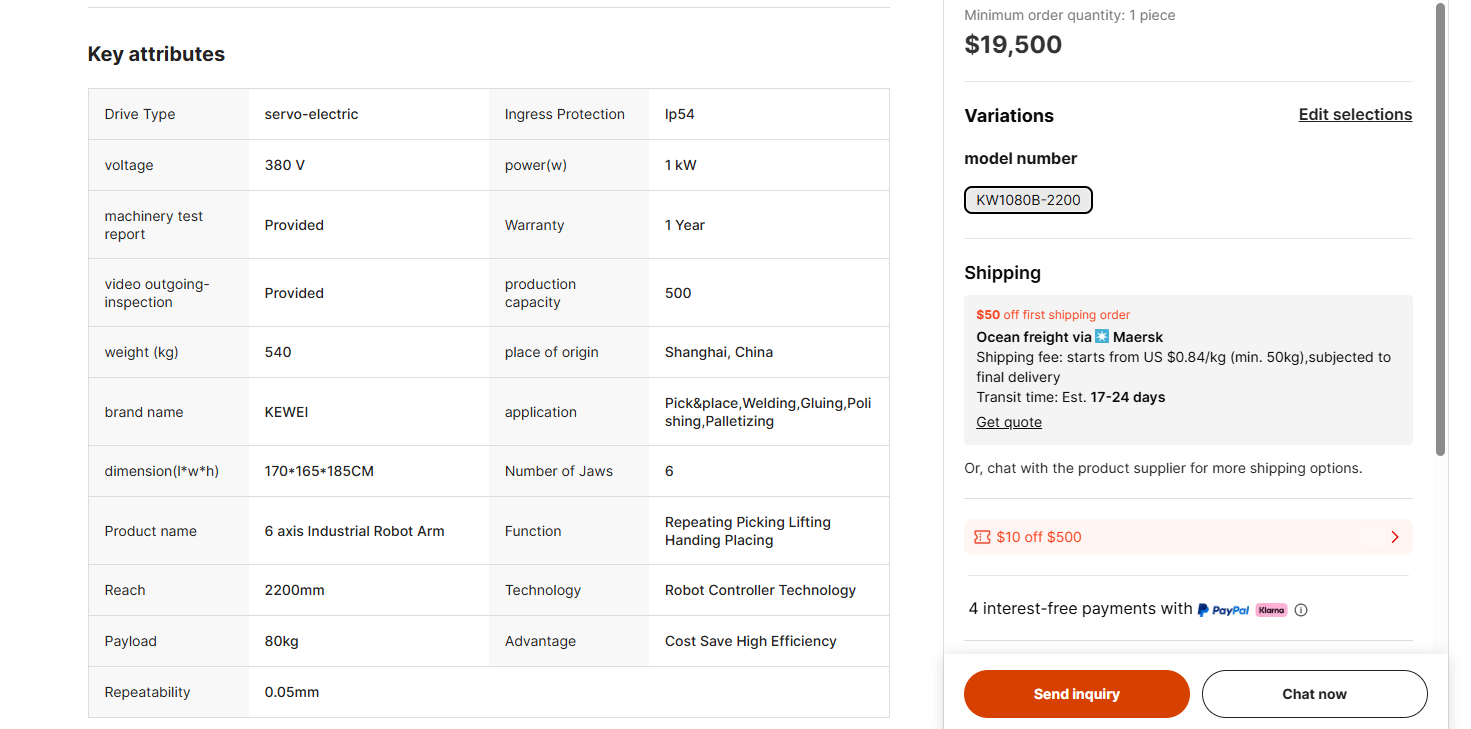 Key attributes
Drive Type servo-electric Ingress Protection Ip54
voltage 380 V power(w) 1 kW
machinery test
report
Provided Warranty 1 Year
video outgoing-
inspection
Provided
production
capacity
500
weight (kg) 540 place of origin Shanghai, China
brand name KEWEI application
Pick&place,Welding,Gluing,Poli
shing,Palletizing
dimension(l*w*h) 170*165*185CM Number of Jaws 6
Product name 6 axis Industrial Robot Arm Function
Repeating Picking Lifting
Handing Placing
Reach 2200mm Technology Robot Controller Technology
Payload 80kg Advantage Cost Save High Efficiency
Repeatability 0.05mm
Minimum order quantity: 1 piece
$19,500
Variations Edit selections
model number
KW1080B-2200
Shipping
$50 off first shipping order
Ocean freight via Maersk
Shipping fee: starts from US $0.84/kg (min. 50kg),subjected to
final delivery
Transit time: Est. 17-24 days
Get quote
Or, chat with the product supplier for more shipping options.
$10 off $500
4 interest-free payments with PayPal Klarna
Send inquiry Chat now